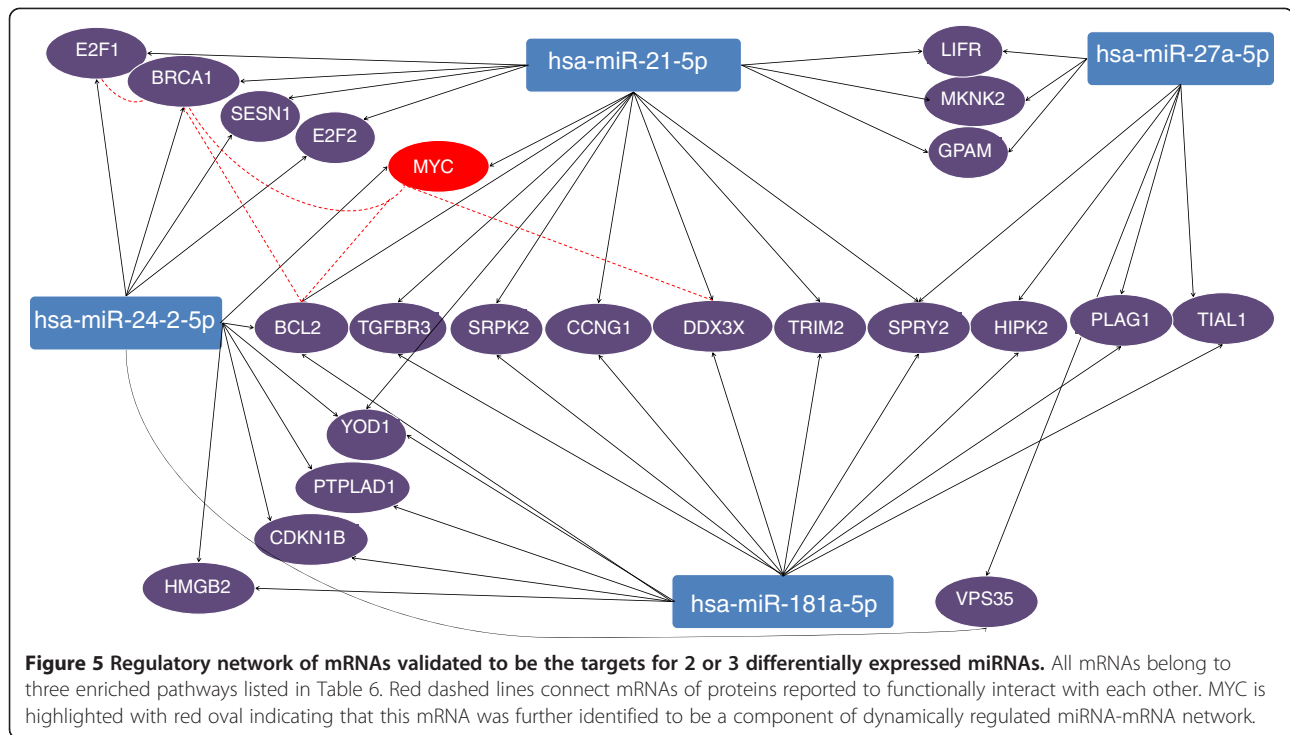 E2F1
BRCA1
SESN1
E2F2
hsa-miR-21-5p
LIFR
MKNK2
GPAM
hsa-miR-27a-5p
MYC
hsa-miR-24-2-5p
BCL2
TGFBR3
SRPK2
CCNG1
DDX3X
TRIM2
SPRY2
HIPK2
PLAG1
TIAL1
YOD1
PTPLAD1
CDKN1B
HMGB2
hsa-miR-181a-5p
VPS35
Figure 5 Regulatory network of mRNAs validated to be the targets for 2 or 3 differentially expressed miRNAs. All mRNAs belong to
three enriched pathways listed in Table 6. Red dashed lines connect mRNAs of proteins reported to functionally interact with each other. MYC is
highlighted with red oval indicating that this mRNA was further identified to be a component of dynamically regulated miRNA-mRNA network.